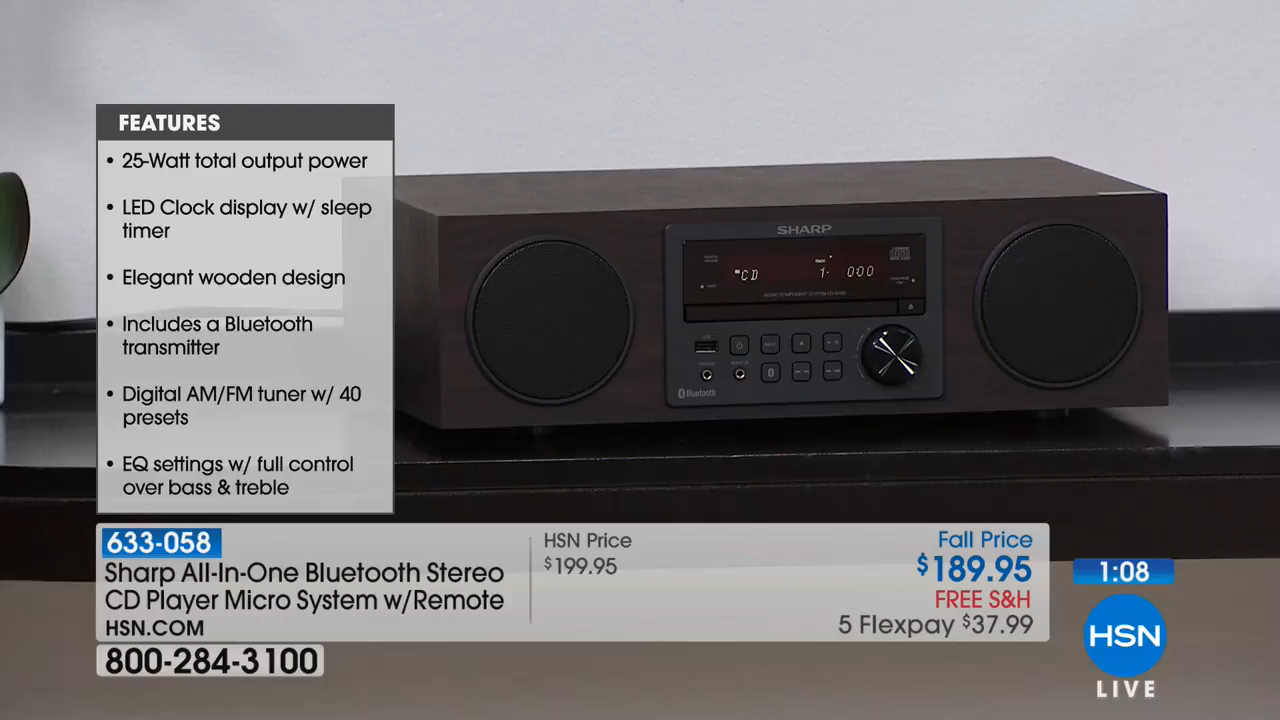 FEATURES
• 25-Watt total output power
• LED Clock display w/ sleep
timer
• Elegant wooden design
• Includes a Bluetooth
transmitter
• Digital AM/FM tuner w/ 40
presets
• EQ settings w/ full control
over bass & treble
SHARP
CD
TRACK
1 0:00
INPUT
Bluetooth
633-058
Sharp All-In-One Bluetooth Stereo
CD Player Micro System w/Remote
HSN.COM
800-284-3100
HSN Price
$199.95
Fall Price
$189.95
FREE S&H
5 Flexpay $37.99
1:08
HSN
LIVE